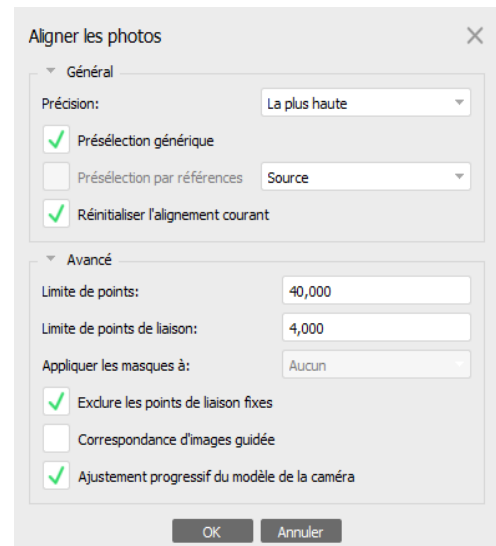 Aligner les photos
Général
Précision: La plus haute
Présélection générique
Présélection par références Source
Réinitialiser l'alignement courant
Avancé
Limite de points: 40,000
Limite de points de liaison: 4,000
Appliquer les masques à: Aucun
Exclure les points de liaison fixes
Correspondance d'images guidée
Ajustement progressif du modèle de la caméra
OK Annuler